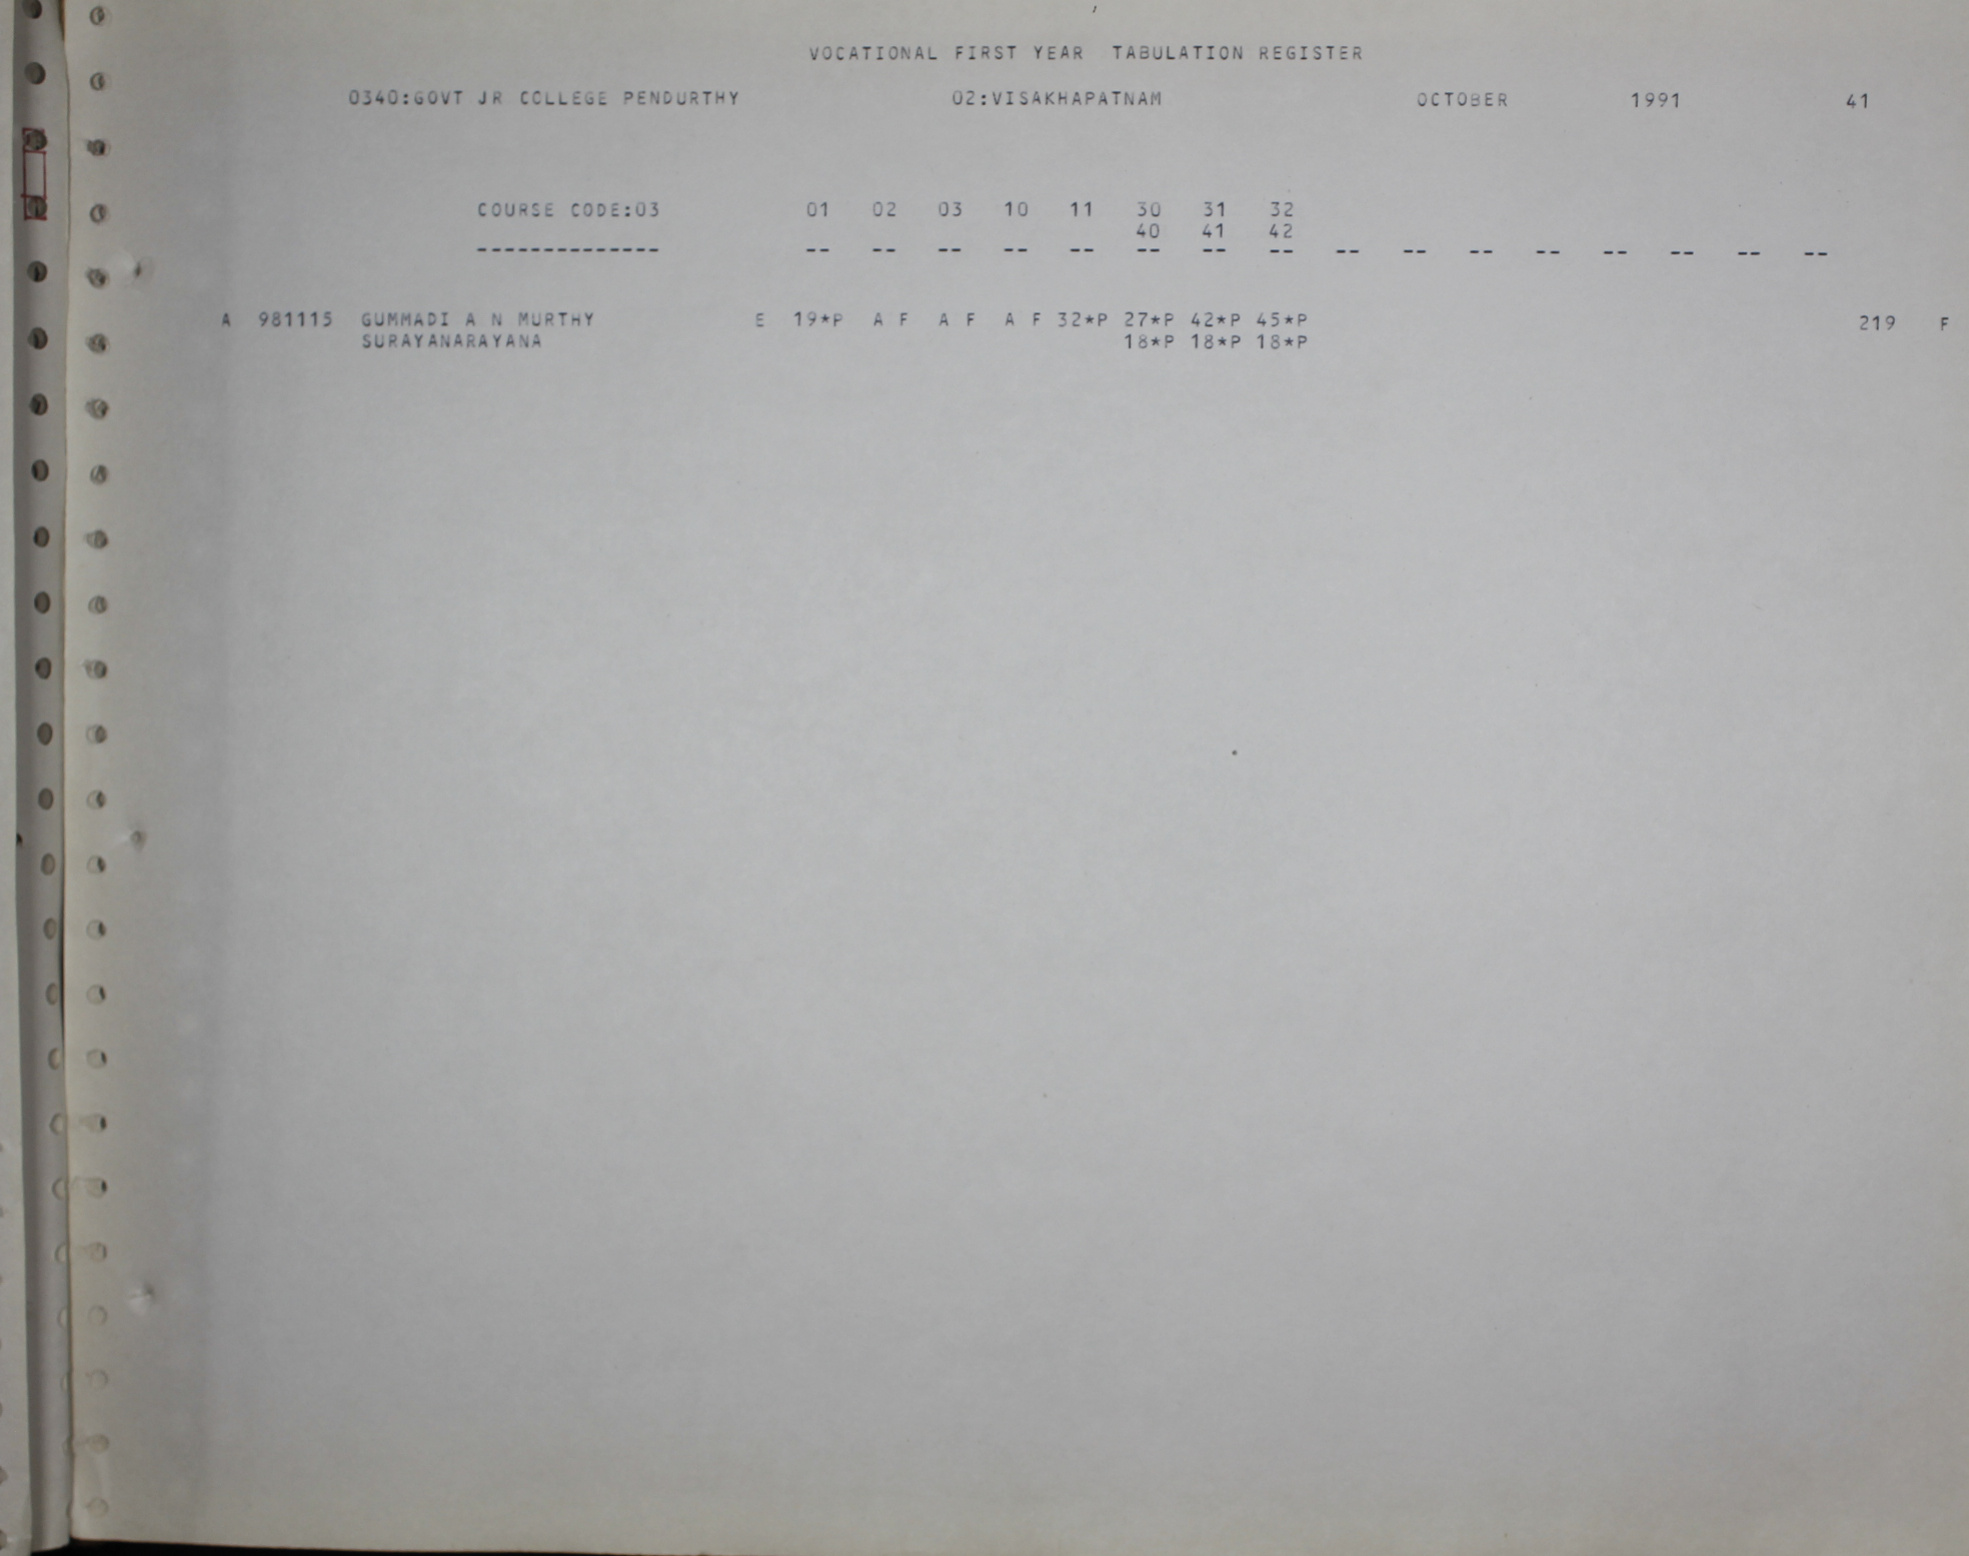 VOCATIONAL FIRST YEAR TABULATION REGISTER
0340:GOVT JR COLLEGE PENDURTHY 02:VISAKHAPATNAM OCTOBER 1991 41
COURSE CODE:03 01 02 03 10 11 30 31 32
40 41 42
-------------- -- -- -- -- -- -- -- -- -- -- -- -- -- -- -- --
A 981115 GUMMADI A N MURTHY E 19*P A F A F A F 32*P 27*P 42*P 45*P 219 F
SURAYANARAYANA 18*P 18*P 18*P